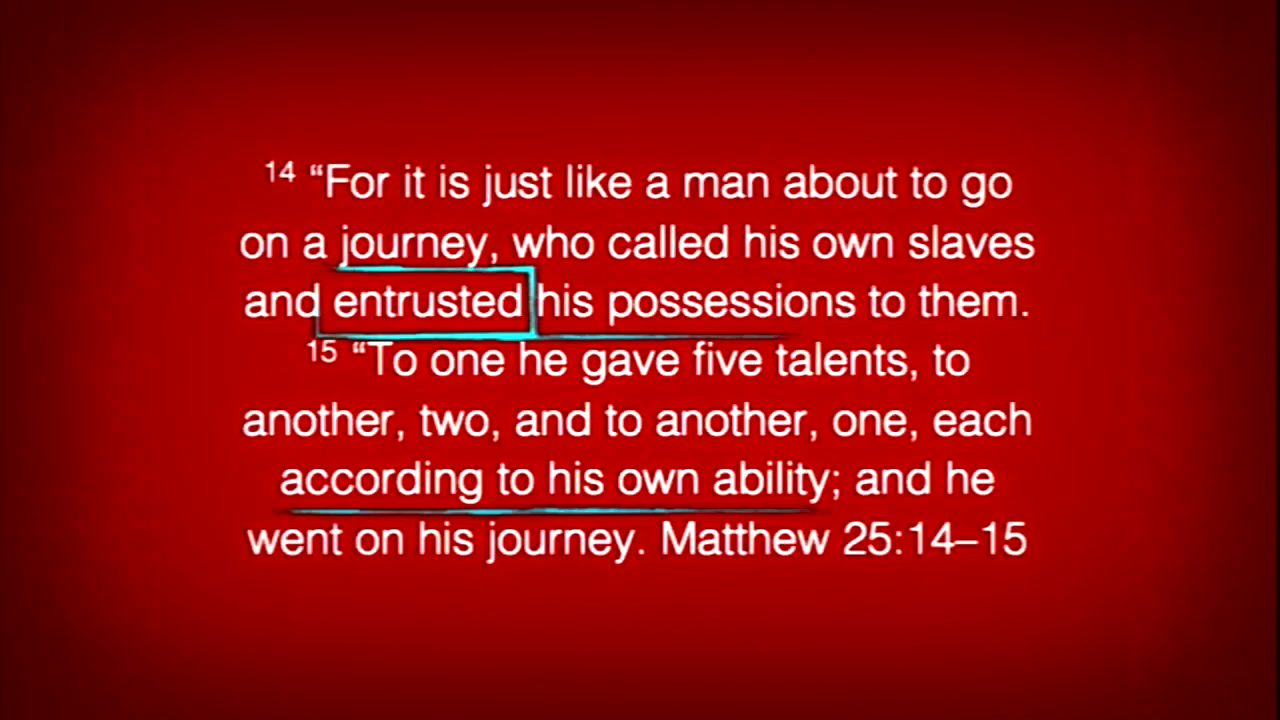 14 “For it is just like a man about to go
on a journey, who called his own slaves
and entrusted his possessions to them.
15 “To one he gave five talents, to
another, two, and to another, one, each
according to his own ability; and he
went on his journey. Matthew 25:14–15